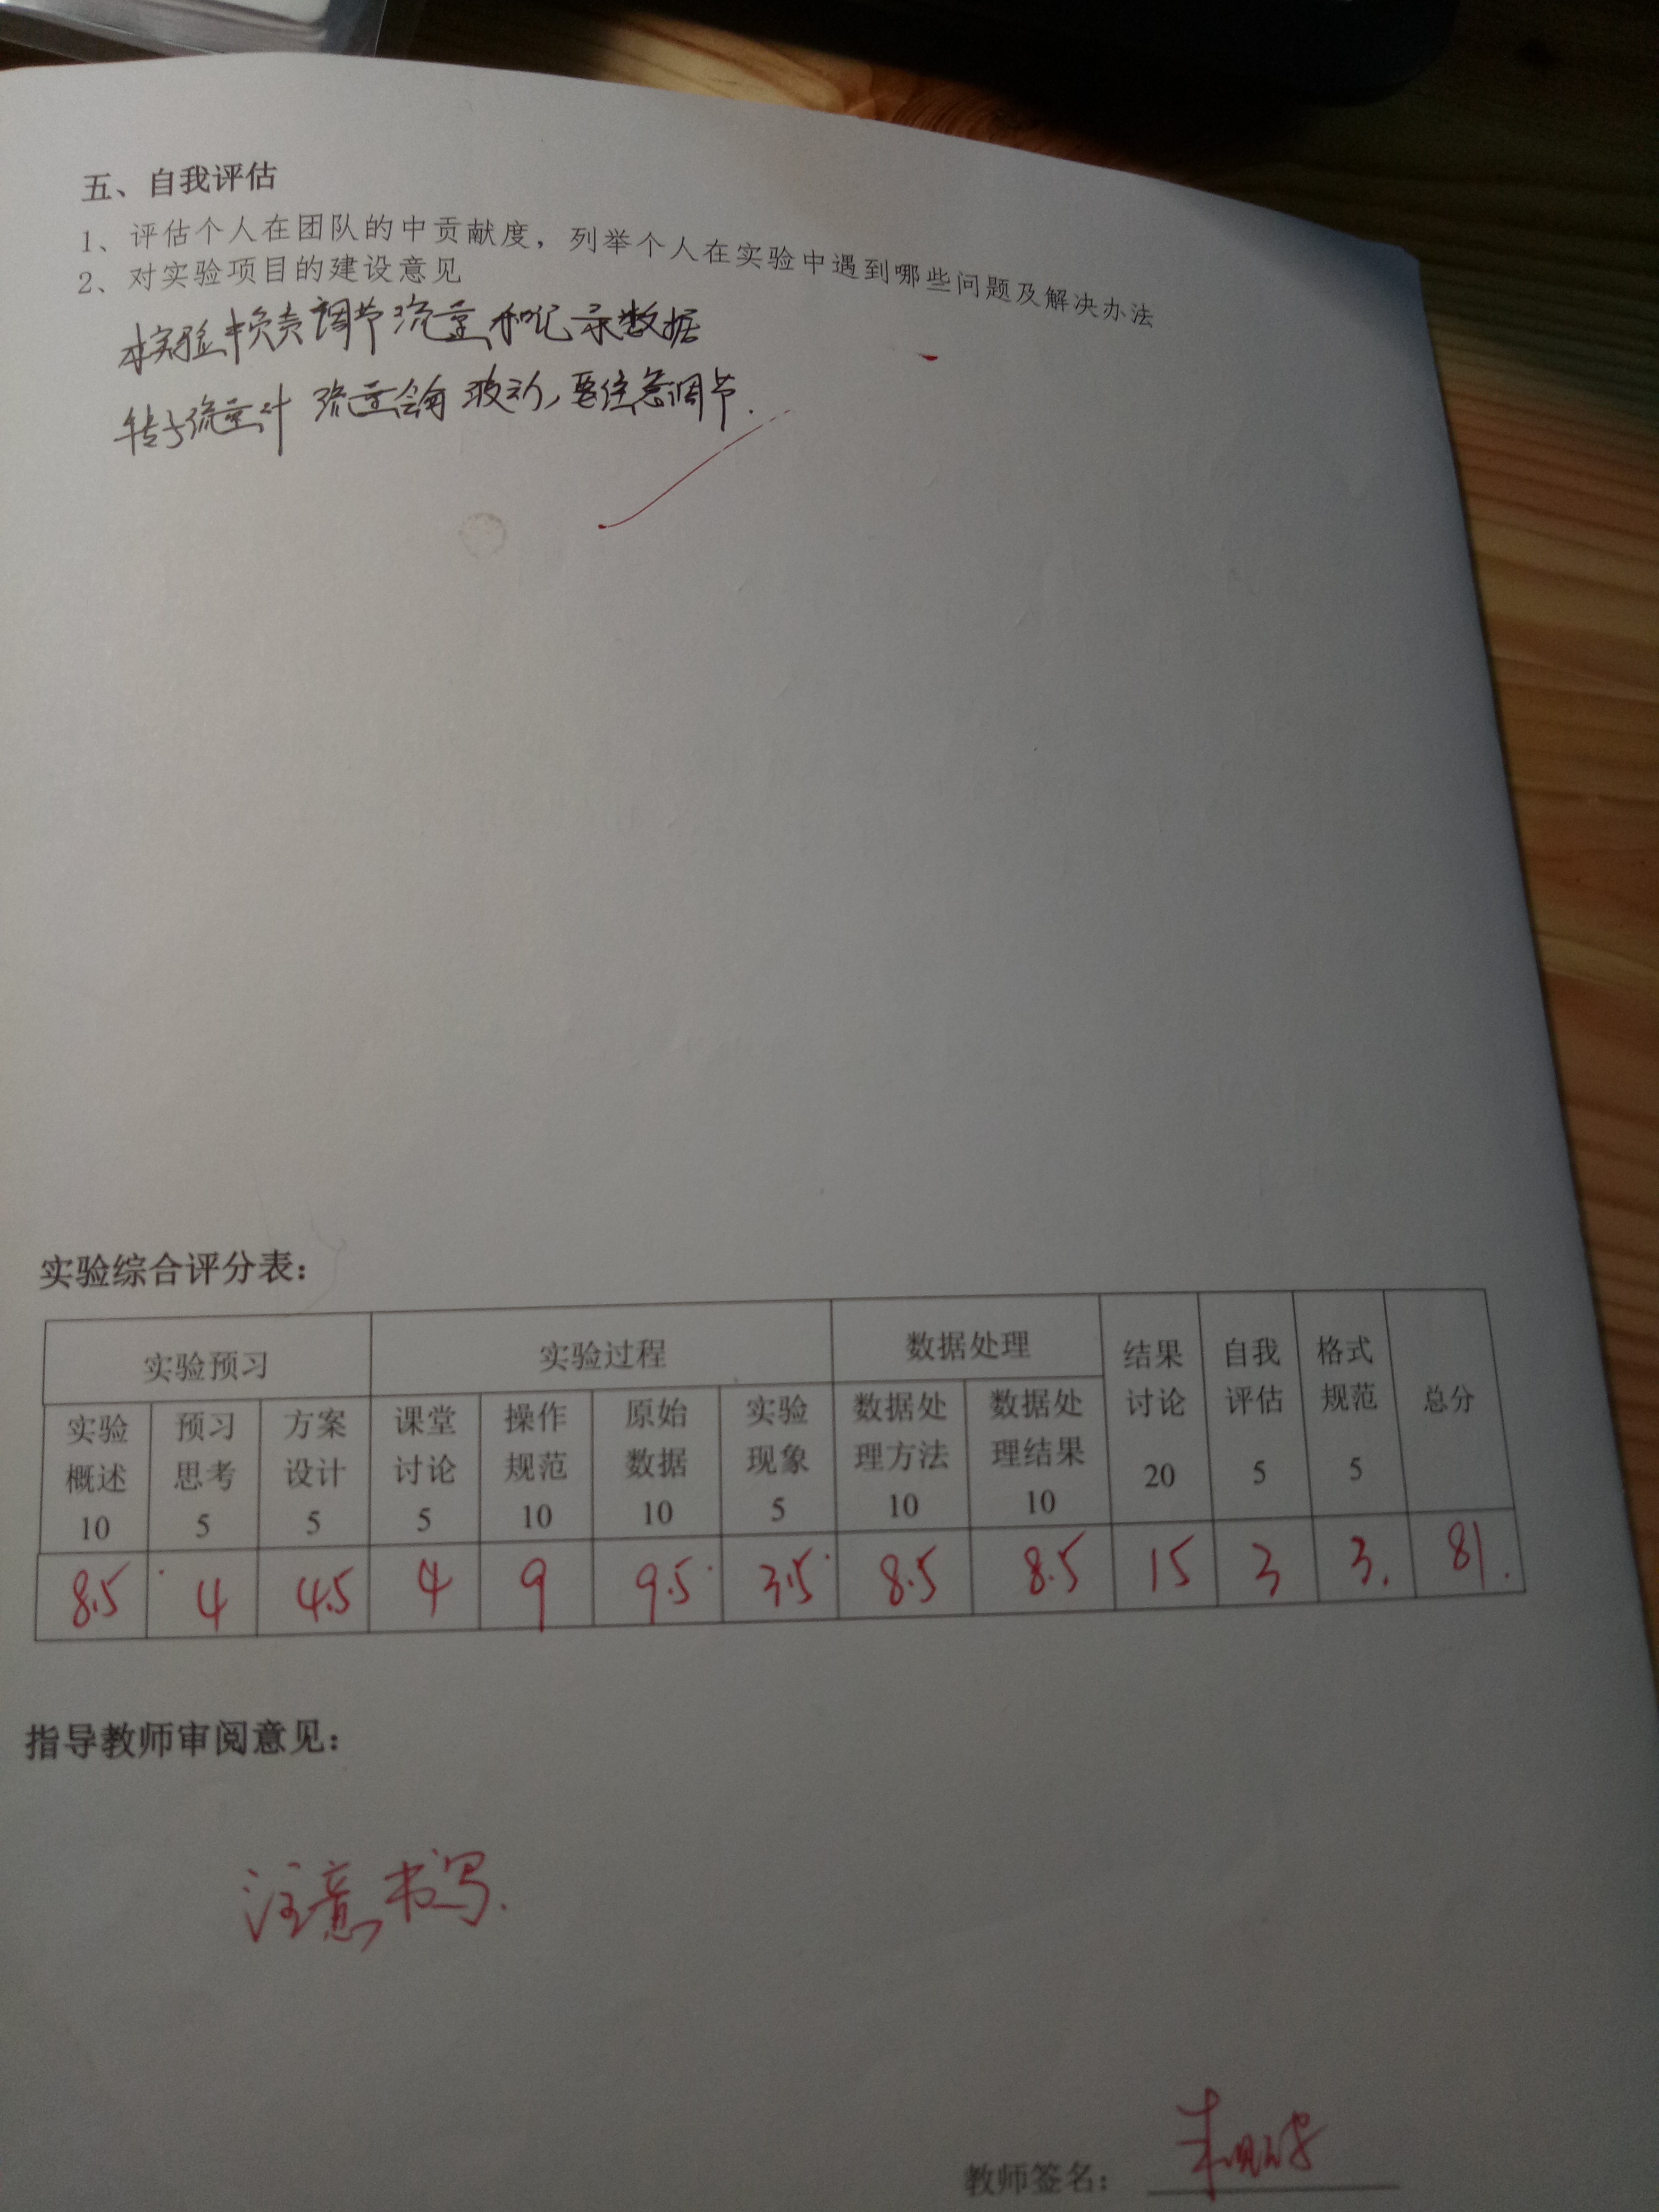 五、自我评估
1、评估个人在团队的中贡献度，列举个人在实验中遇到哪些问题及解决办法
2、对实验项目的建设意见
本实验中负责调节流量和记录数据
转子流量计 流量会有波动，要注意调节.
实验综合评分表：
实验预习 实验过程 数据处理 结果讨论 20 自我评估 5 格式规范 5 总分
实验概述 10 预习思考 5 方案设计 5 课堂讨论 5 操作规范 10 原始数据 10 实验现象 5 数据处理方法 10 数据处理结果 10
8.5 4 4.5 4 9 9.5 3.5 8.5 8.5 15 3 3. 81.
指导教师审阅意见：
注意书写.
教师签名：